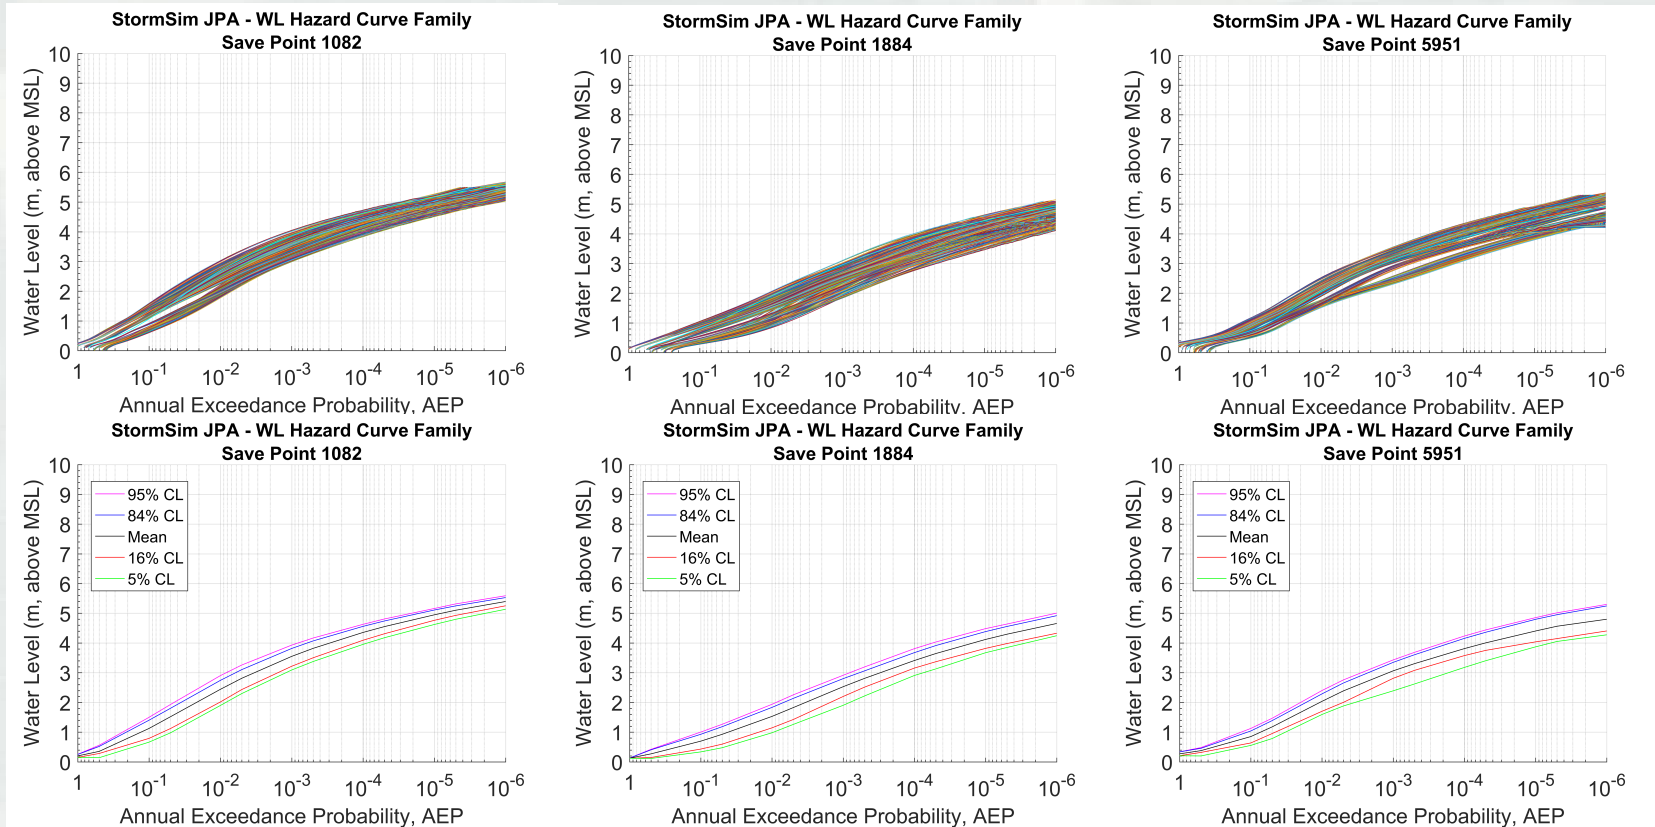 StormSim JPA - WL Hazard Curve Family
Save Point 1082
10
9
8
7
6
5
4
3
2
1
0
Water Level (m, above MSL)
1 10-1 10-2 10-3 10-4 10-5 10-6
Annual Exceedance Probability, AEP
StormSim JPA - WL Hazard Curve Family
Save Point 1884
10
9
8
7
6
5
4
3
2
1
0
Water Level (m, above MSL)
1 10-1 10-2 10-3 10-4 10-5 10-6
Annual Exceedance Probability. AEP
StormSim JPA - WL Hazard Curve Family
Save Point 5951
10
9
8
7
6
5
4
3
2
1
0
Water Level (m, above MSL)
1 10-1 10-2 10-3 10-4 10-5 10-6
Annual Exceedance Probability. AEP
StormSim JPA - WL Hazard Curve Family
Save Point 1082
10
9
8
7
6
5
4
3
2
1
0
Water Level (m, above MSL)
95% CL
84% CL
Mean
16% CL
5% CL
1 10-1 10-2 10-3 10-4 10-5 10-6
Annual Exceedance Probability, AEP
StormSim JPA - WL Hazard Curve Family
Save Point 1884
10
9
8
7
6
5
4
3
2
1
0
Water Level (m, above MSL)
95% CL
84% CL
Mean
16% CL
5% CL
1 10-1 10-2 10-3 10-4 10-5 10-6
Annual Exceedance Probability, AEP
StormSim JPA - WL Hazard Curve Family
Save Point 5951
10
9
8
7
6
5
4
3
2
1
0
Water Level (m, above MSL)
95% CL
84% CL
Mean
16% CL
5% CL
1 10-1 10-2 10-3 10-4 10-5 10-6
Annual Exceedance Probability, AEP